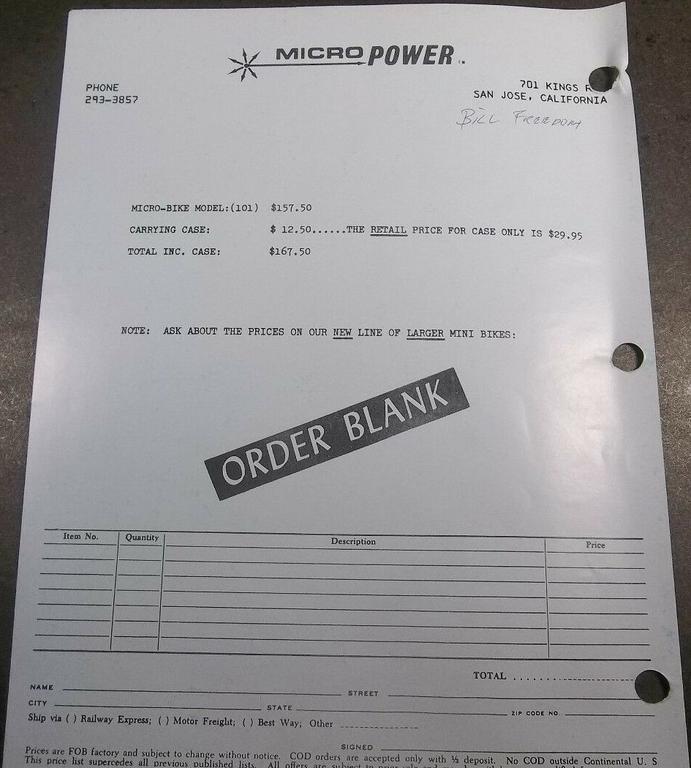 MICRO POWER TM
PHONE
293-3857
701 KINGS
SAN JOSE, CALIFORNIA
BILL FREEDOM
MICRO-BIKE MODEL:(101) $157.50
CARRYING CASE: $ 12.50......THE RETAIL PRICE FOR CASE ONLY IS $29.95
TOTAL INC. CASE: $167.50
NOTE: ASK ABOUT THE PRICES ON OUR NEW LINE OF LARGER MINI BIKES:
ORDER BLANK
Item No. Quantity Description Price
TOTAL
NAME STREET
CITY STATE ZIP CODE NO.
Ship via ( ) Railway Express; ( ) Motor Freight; ( ) Best Way; Other
SIGNED
Prices are FOB factory and subject to change without notice. COD orders are accepted only with ½ deposit. No COD outside Continental U. S
This price list supercedes all previous published lists. All offers are subject to prior sale and